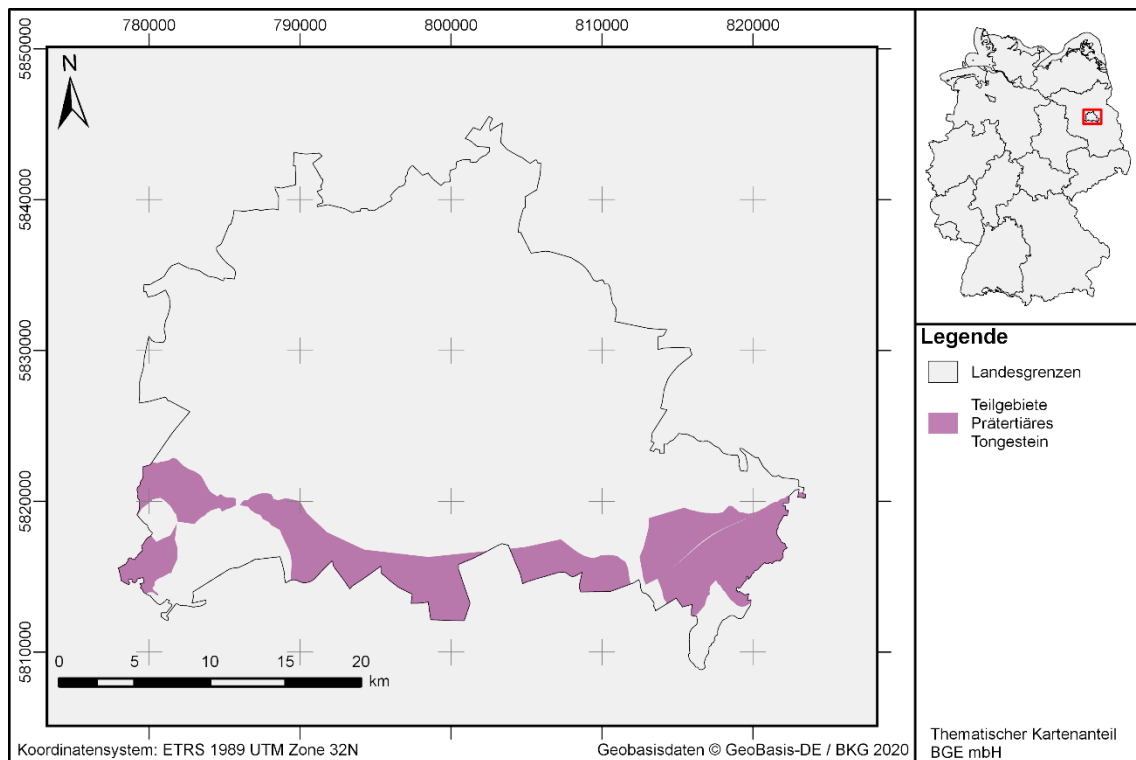 780000 790000 800000 810000 820000
5850000
5840000
5830000
5820000
5810000
N
0 5 10 15 20
km
Koordinatensystem: ETRS 1989 UTM Zone 32N
Geobasisdaten © GeoBasis-DE / BKG 2020
Legende
Landesgrenzen
Teilgebiete
Prätertiäres
Tongestein
Thematischer Kartenanteil
BGE mbH